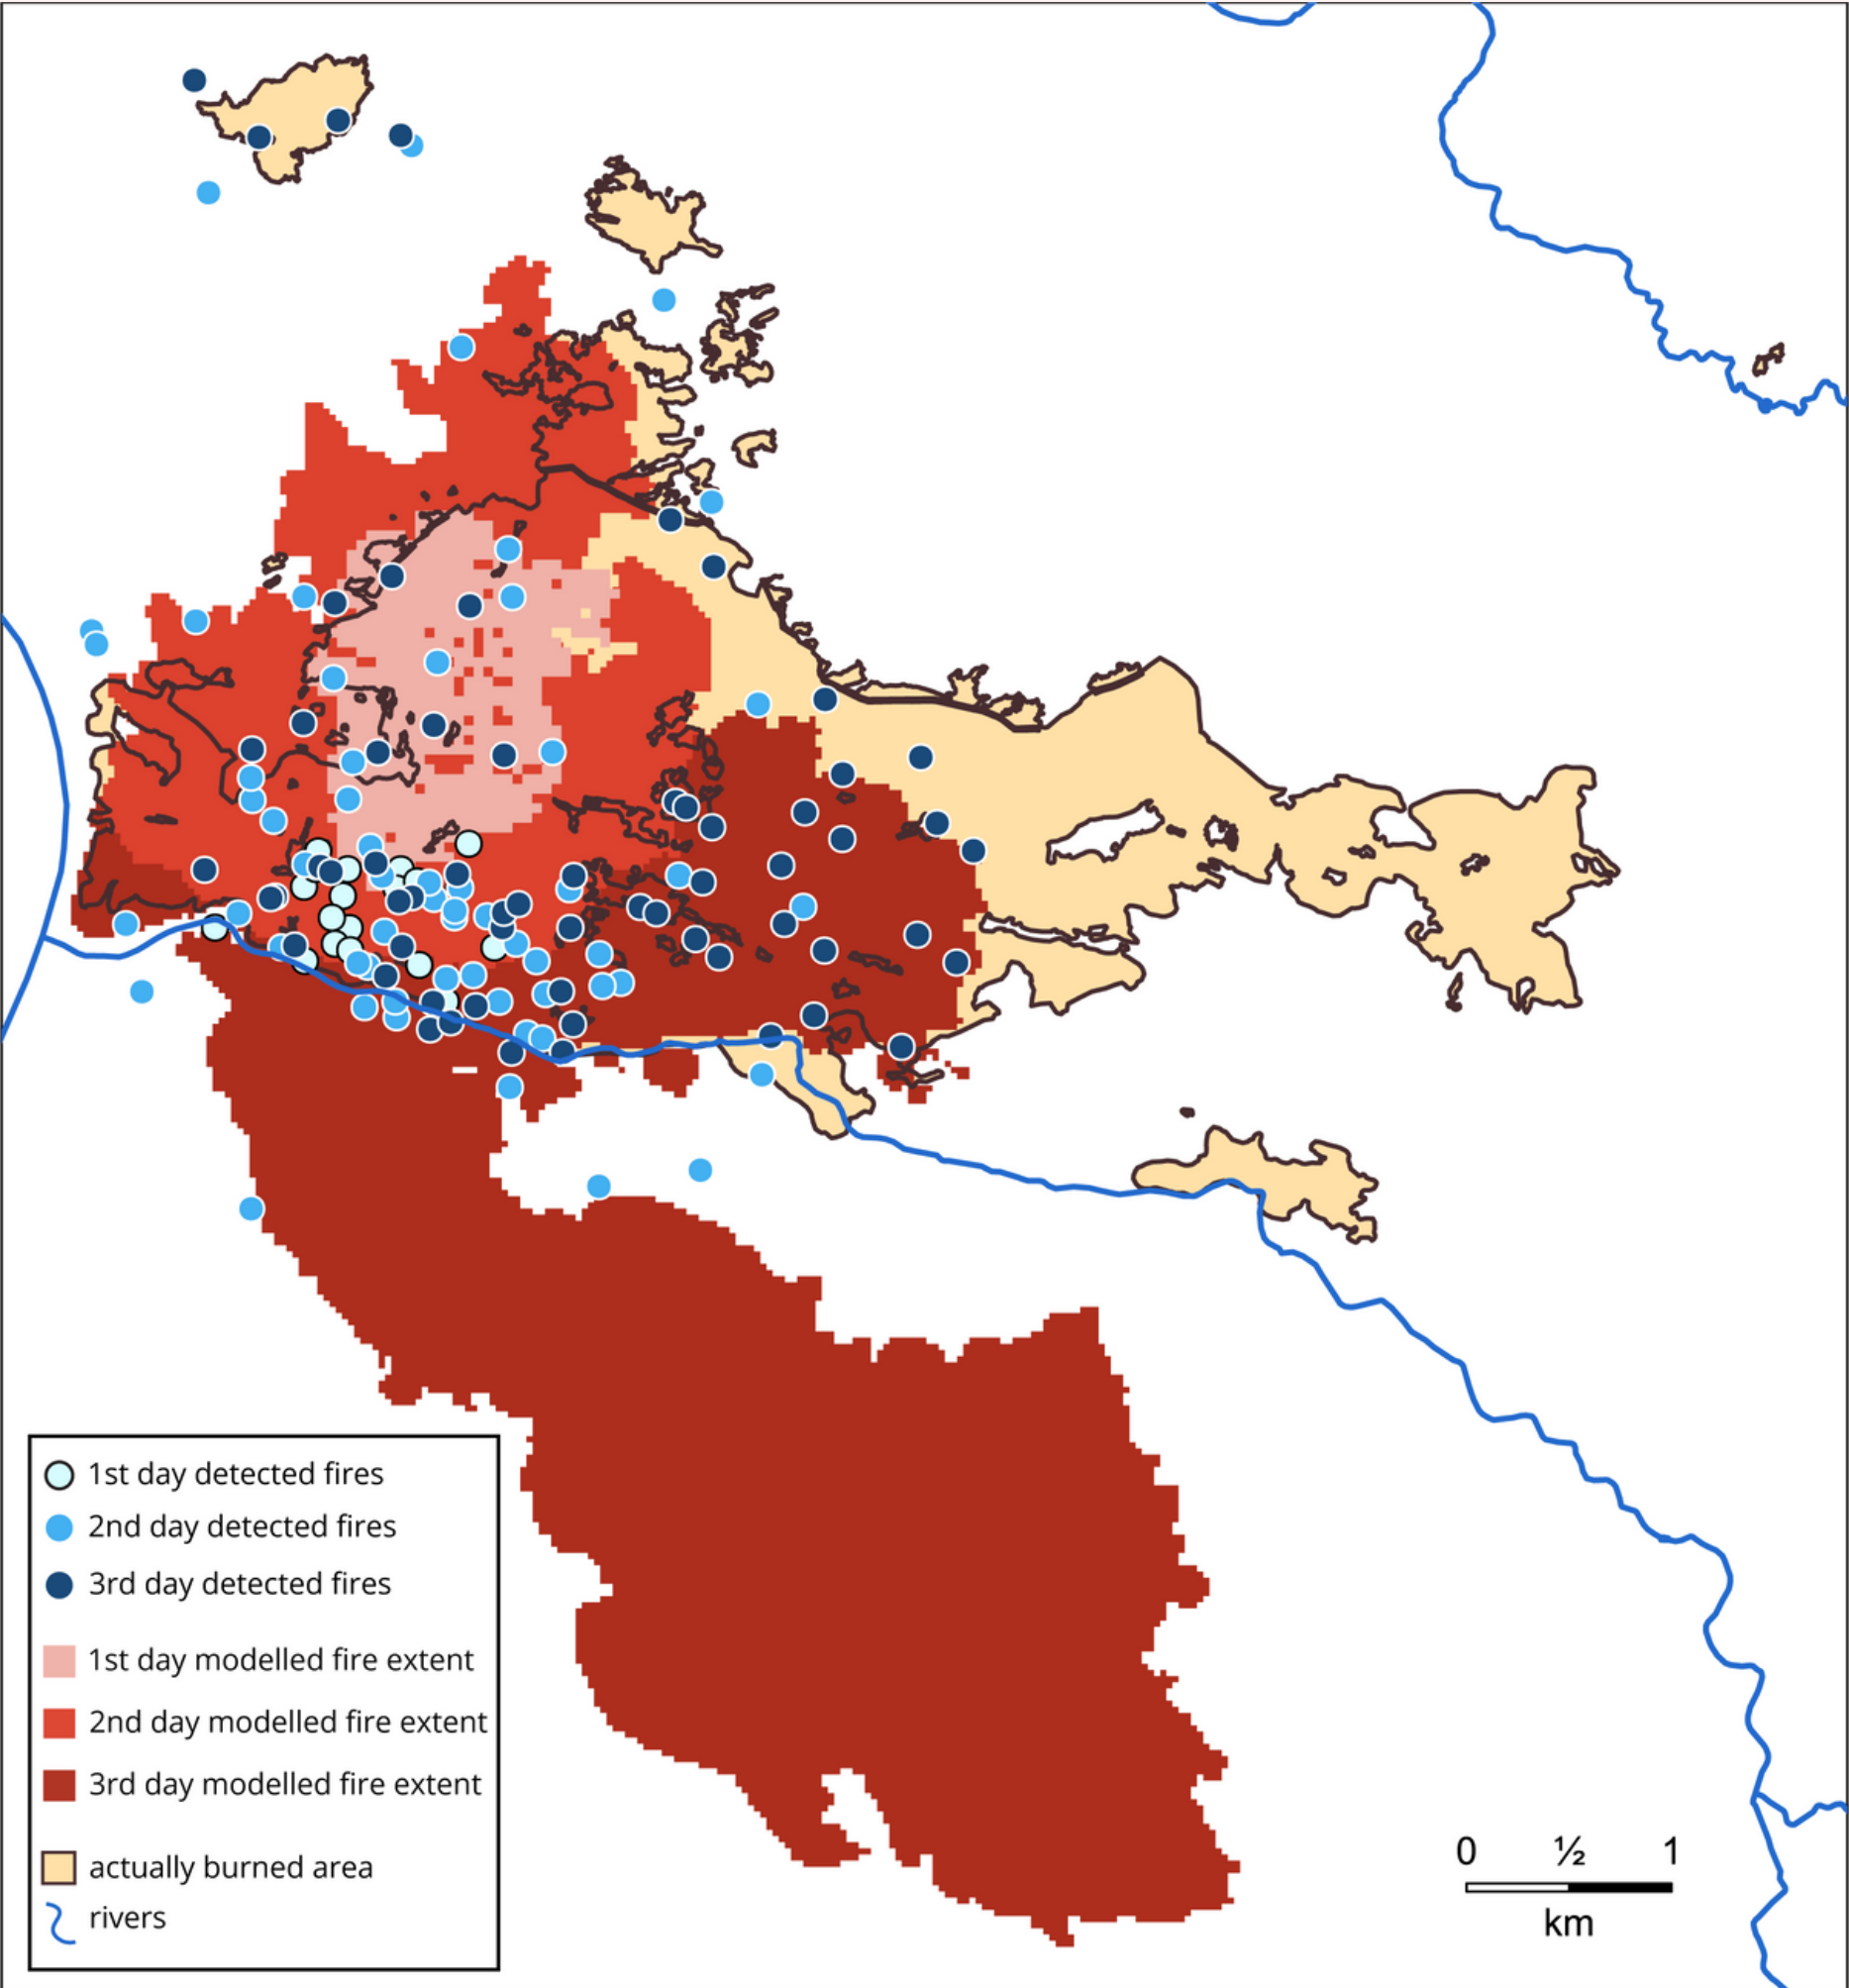 1st day detected fires
2nd day detected fires
3rd day detected fires
1st day modelled fire extent
2nd day modelled fire extent
3rd day modelled fire extent
actually burned area
rivers
0 ½ 1
km